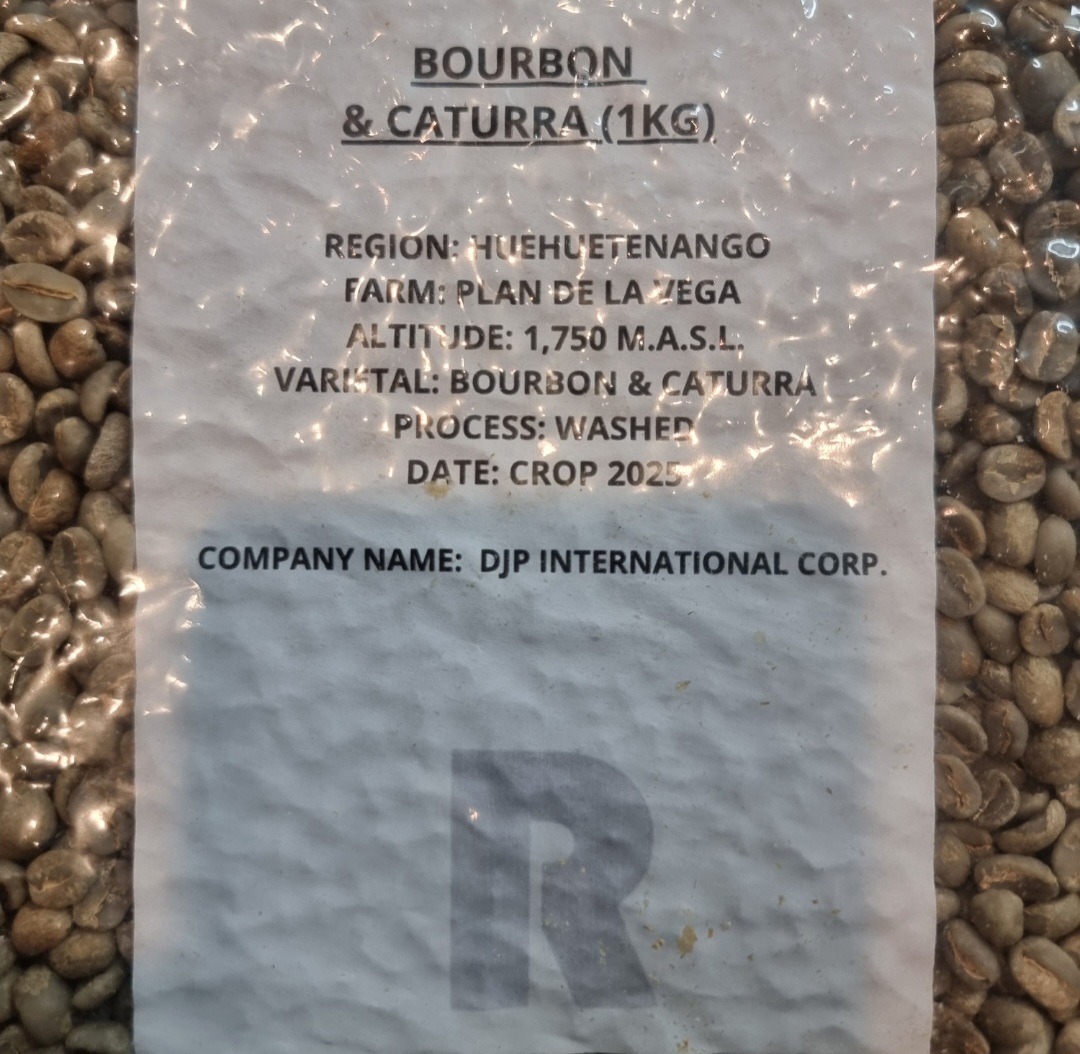 BOURBON
& CATURRA (1KG)
REGION: HUEHUETENANGO
FARM: PLAN DE LA VEGA
ALTITUDE: 1,750 M.A.S.L.
VARIETAL: BOURBON & CATURRA
PROCESS: WASHED
DATE: CROP 2025
COMPANY NAME: DJP INTERNATIONAL CORP.
R